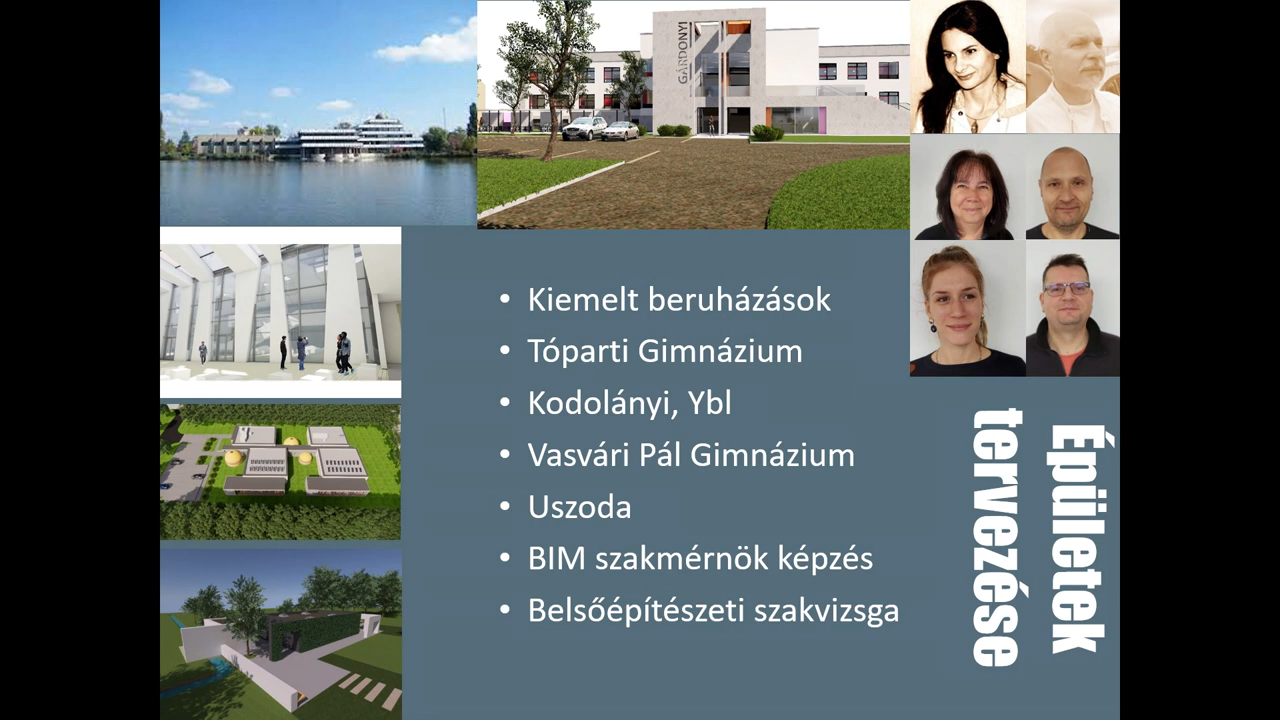 GÁRDONYI
• Kiemelt beruházások
• Tóparti Gimnázium
• Kodolányi, Ybl
• Vasvári Pál Gimnázium
• Uszoda
• BIM szakmérnök képzés
• Belsőépítészeti szakvizsga
Épületek
tervezése